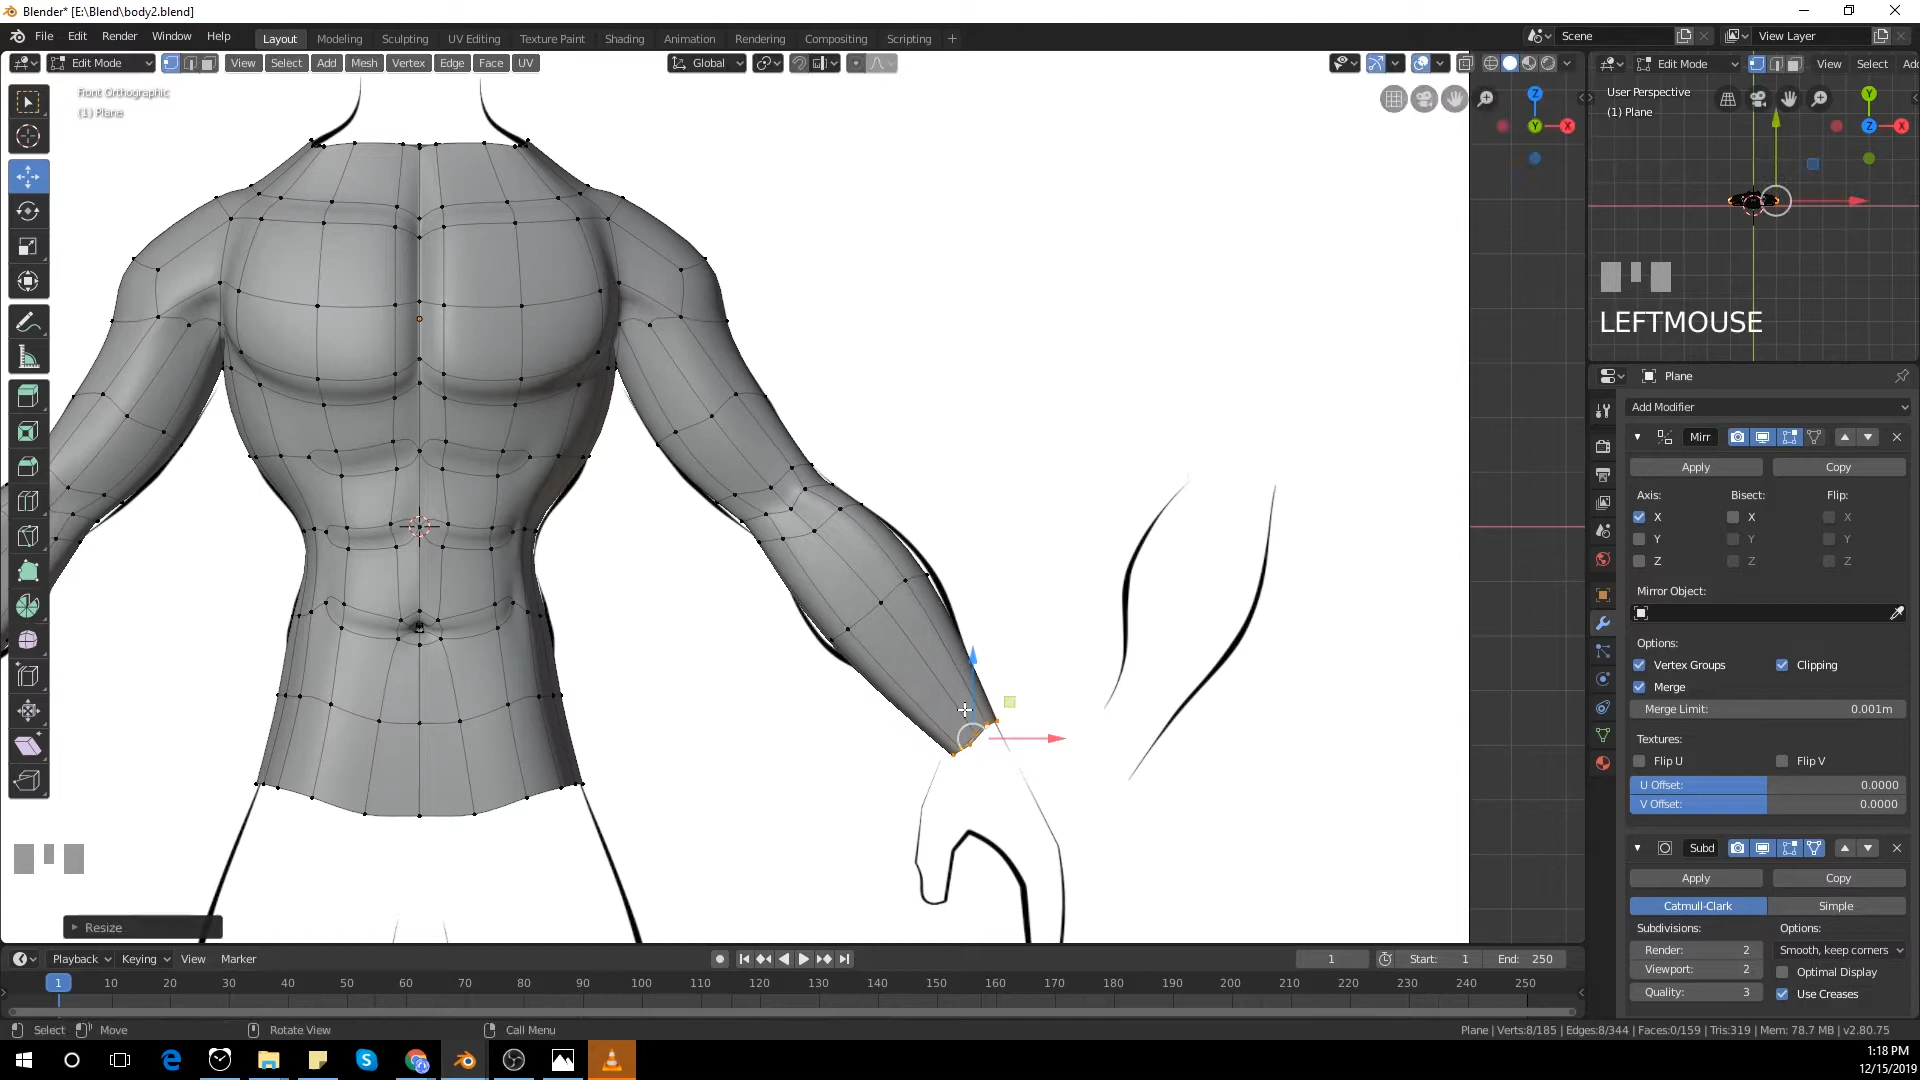 Blender* [E:\Blend\body2.blend]
File Edit Render Window Help Layout Modeling Sculpting UV Editing Texture Paint Shading Animation Rendering Compositing Scripting + Scene View Layer
Edit Mode View Select Add Mesh Vertex Edge Face UV Global Edit Mode View Select Ad
Front Orthographic
(1) Plane
User Perspective
(1) Plane
Z
Y
X
Y
Z
X
LEFTMOUSE
Plane
Add Modifier
Mirr
Apply Copy
Axis: Bisect: Flip:
X X X
Y Y Y
Z Z Z
Mirror Object:
Options:
Vertex Groups Clipping
Merge
Merge Limit: 0.001m
Textures:
Flip U Flip V
U Offset: 0.0000
V Offset: 0.0000
Subd
Apply Copy
Catmull-Clark Simple
Subdivisions: Options:
Render: 2 Smooth, keep corners
Viewport: 2 Optimal Display
Quality: 3 Use Creases
Resize
Playback Keying View Marker 1 Start: 1 End: 250
1 10 20 30 40 50 60 70 80 90 100 110 120 130 140 150 160 170 180 190 200 210 220 230 240 250
Select Move Rotate View Call Menu Plane | Verts:8/185 | Edges:8/344 | Faces:0/159 | Tris:319 | Mem: 78.7 MB | v2.80.75
1:18 PM
12/15/2019